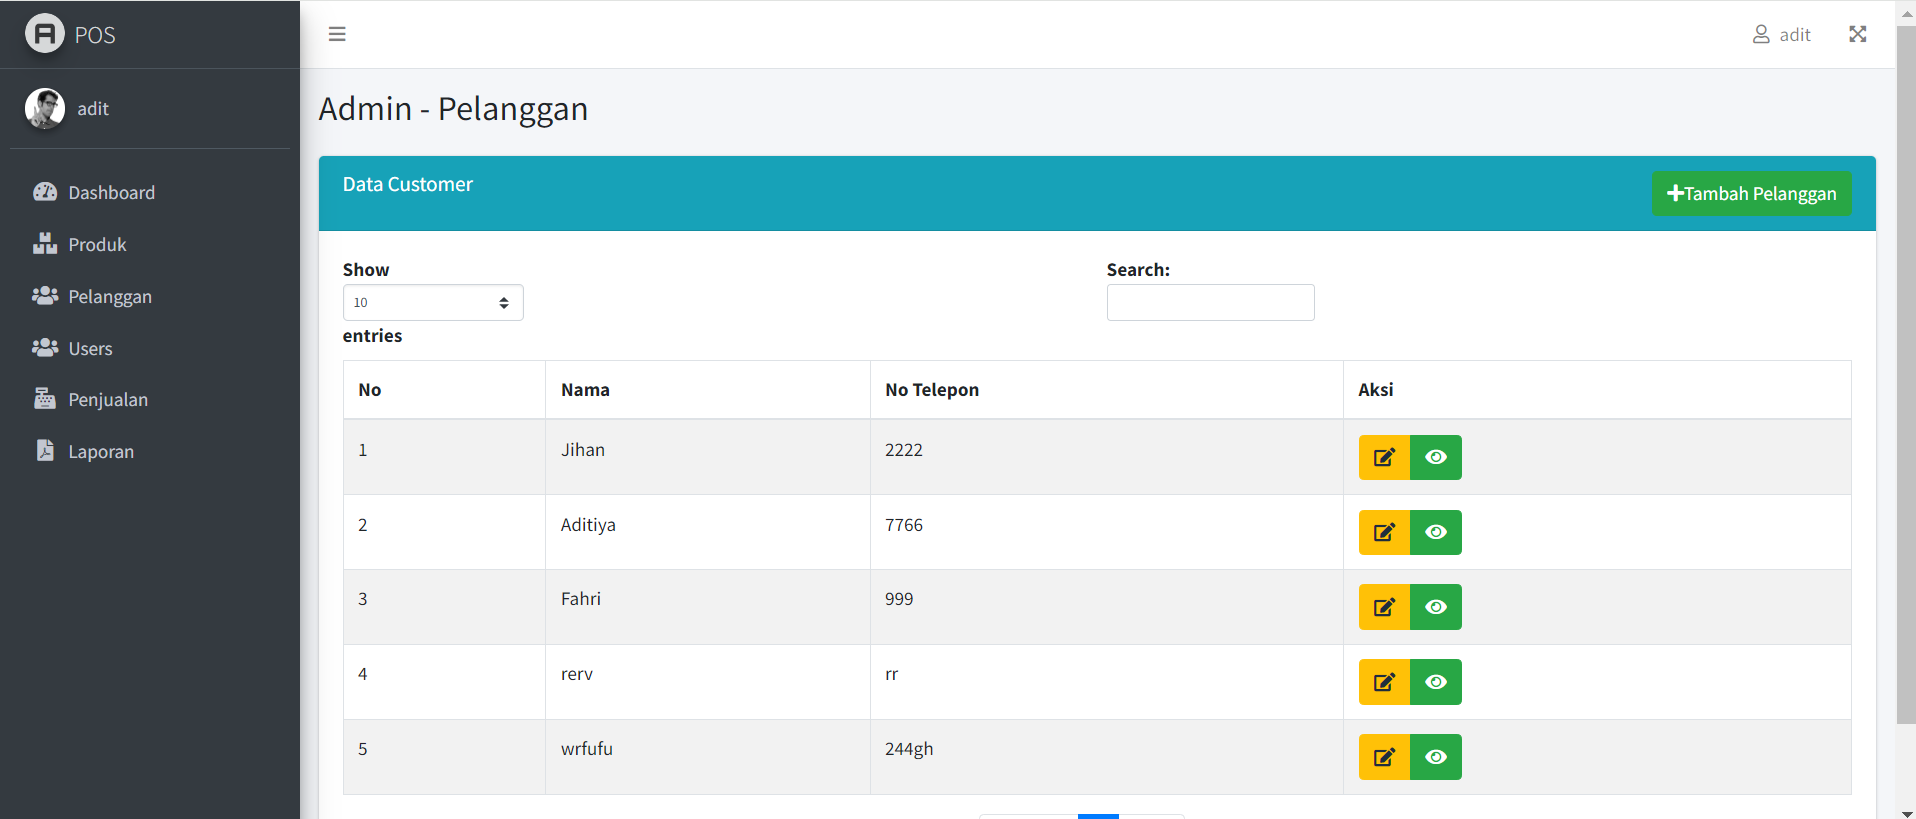 POS
adit
adit
Dashboard
Produk
Pelanggan
Users
Penjualan
Laporan
Admin - Pelanggan
Data Customer
Tambah Pelanggan
Show
10
entries
Search:
No Nama No Telepon Aksi
1 Jihan 2222
2 Aditiya 7766
3 Fahri 999
4 rerv rr
5 wrfufu 244gh